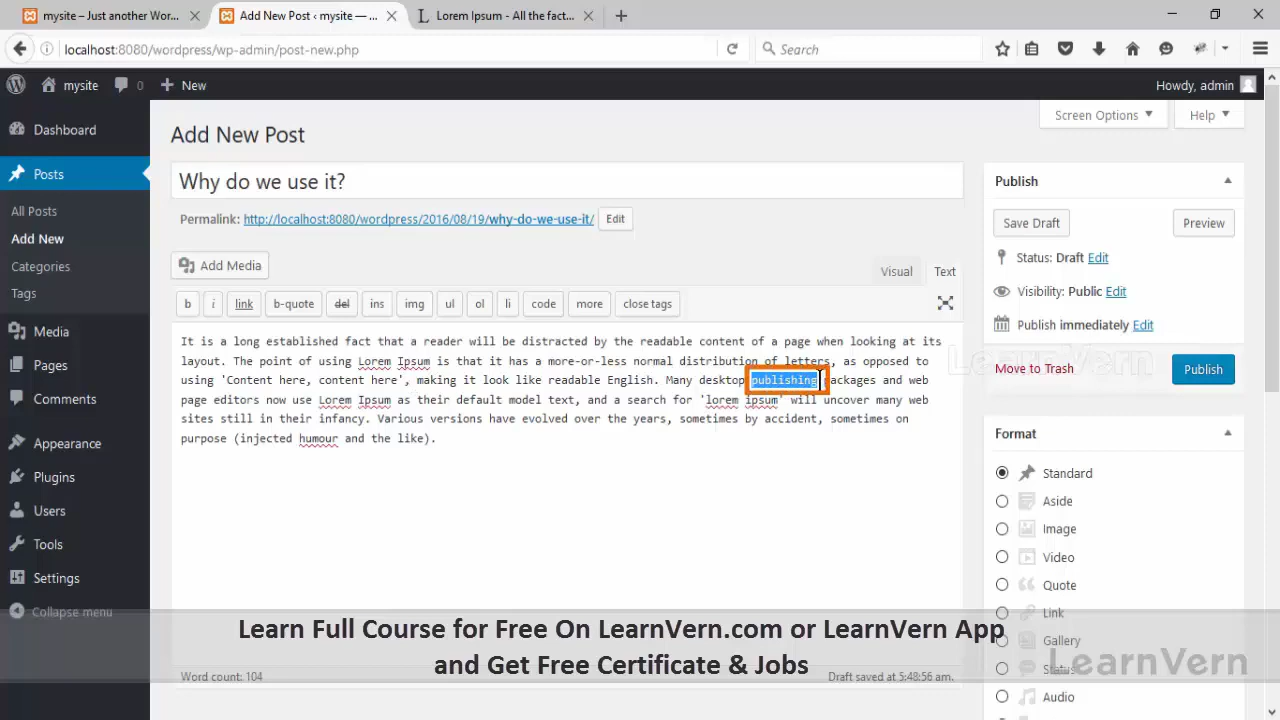 mysite – Just another Wor...
Add New Post ‹ mysite —...
Lorem Ipsum - All the fact...
localhost:8080/wordpress/wp-admin/post-new.php
Search
mysite
0
New
Howdy, admin
Dashboard
Posts
All Posts
Add New
Categories
Tags
Media
Pages
Comments
Appearance
Plugins
Users
Tools
Settings
Collapse menu
Screen Options
Help
Add New Post
Why do we use it?
Permalink: http://localhost:8080/wordpress/2016/08/19/why-do-we-use-it/ Edit
Add Media
Visual
Text
b i link b-quote del ins img ul ol li code more close tags
It is a long established fact that a reader will be distracted by the readable content of a page when looking at its
layout. The point of using Lorem Ipsum is that it has a more-or-less normal distribution of letters, as opposed to
using 'Content here, content here', making it look like readable English. Many desktop publishing packages and web
page editors now use Lorem Ipsum as their default model text, and a search for 'lorem ipsum' will uncover many web
sites still in their infancy. Various versions have evolved over the years, sometimes by accident, sometimes on
purpose (injected humour and the like).
Word count: 104
Draft saved at 5:48:56 am.
Publish
Save Draft
Preview
Status: Draft Edit
Visibility: Public Edit
Publish immediately Edit
LearnVern
Move to Trash
Publish
Format
Standard
Aside
Image
Video
Quote
Link
Gallery
Status
Audio
Learn Full Course for Free On LearnVern.com or LearnVern App
and Get Free Certificate & Jobs
LearnVern